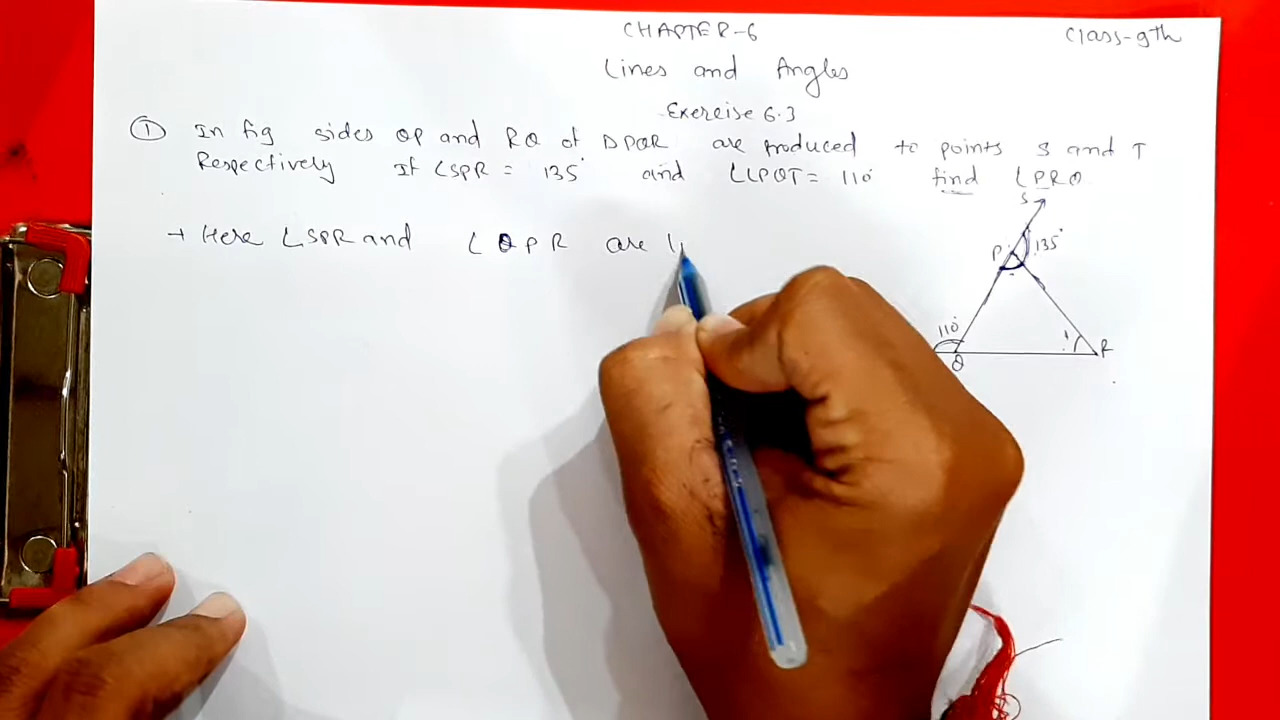 CHAPTER-6
Class-9th
Lines and Angles
Exercise 6.3
① In fig sides QP and RQ of ΔPQR are produced to points S and T
Respectively If ∠SPR = 135° and ∠LPQT = 110° find ∠PRQ
→ Here ∠SPR and ∠QPR are
S
P
135°
110°
Q
R